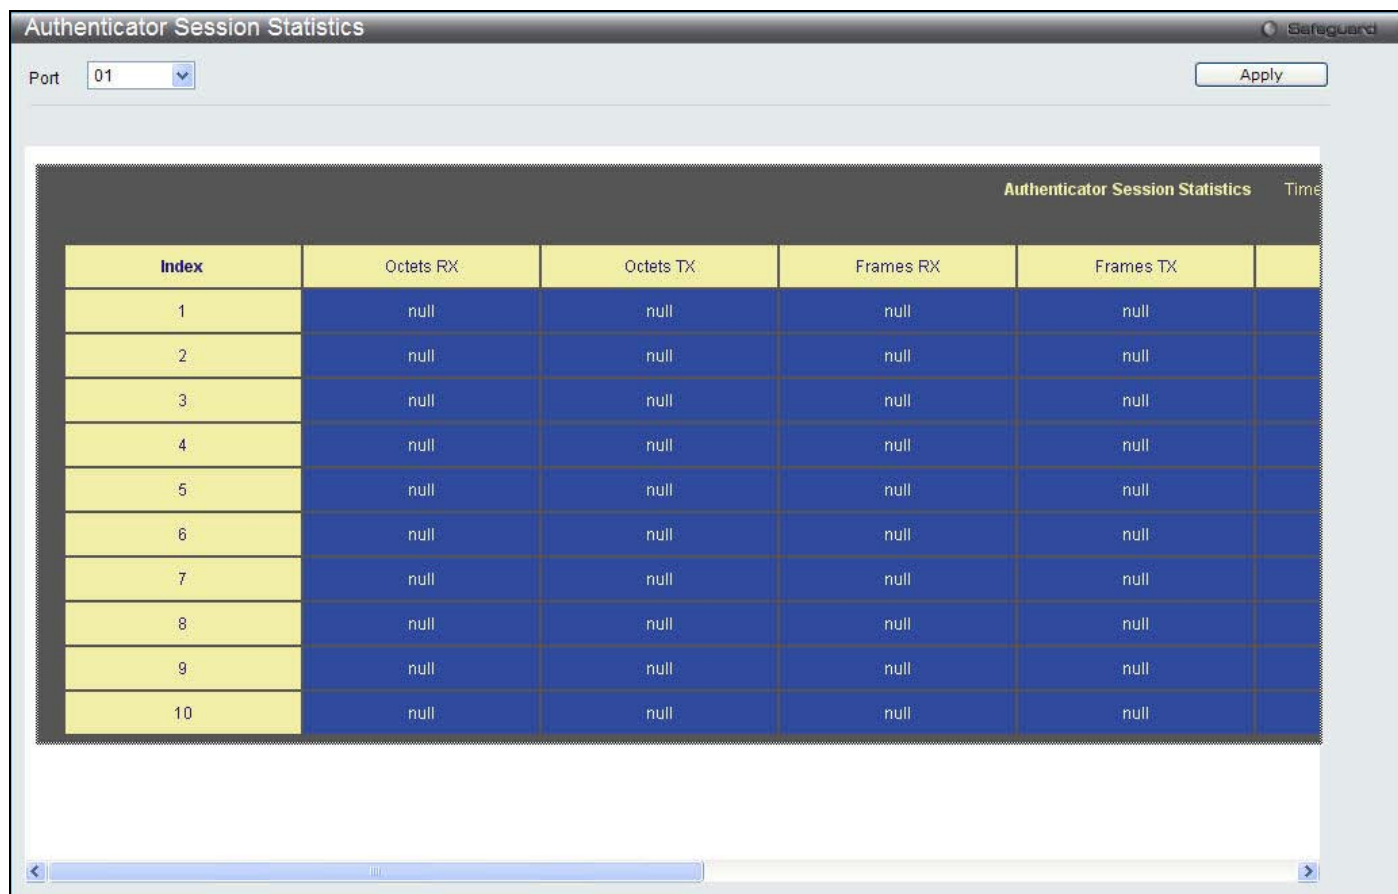 Authenticator Session Statistics
Safeguard
Port 01 Apply
Authenticator Session Statistics Time
Index Octets RX Octets TX Frames RX Frames TX
1 null null null null
2 null null null null
3 null null null null
4 null null null null
5 null null null null
6 null null null null
7 null null null null
8 null null null null
9 null null null null
10 null null null null